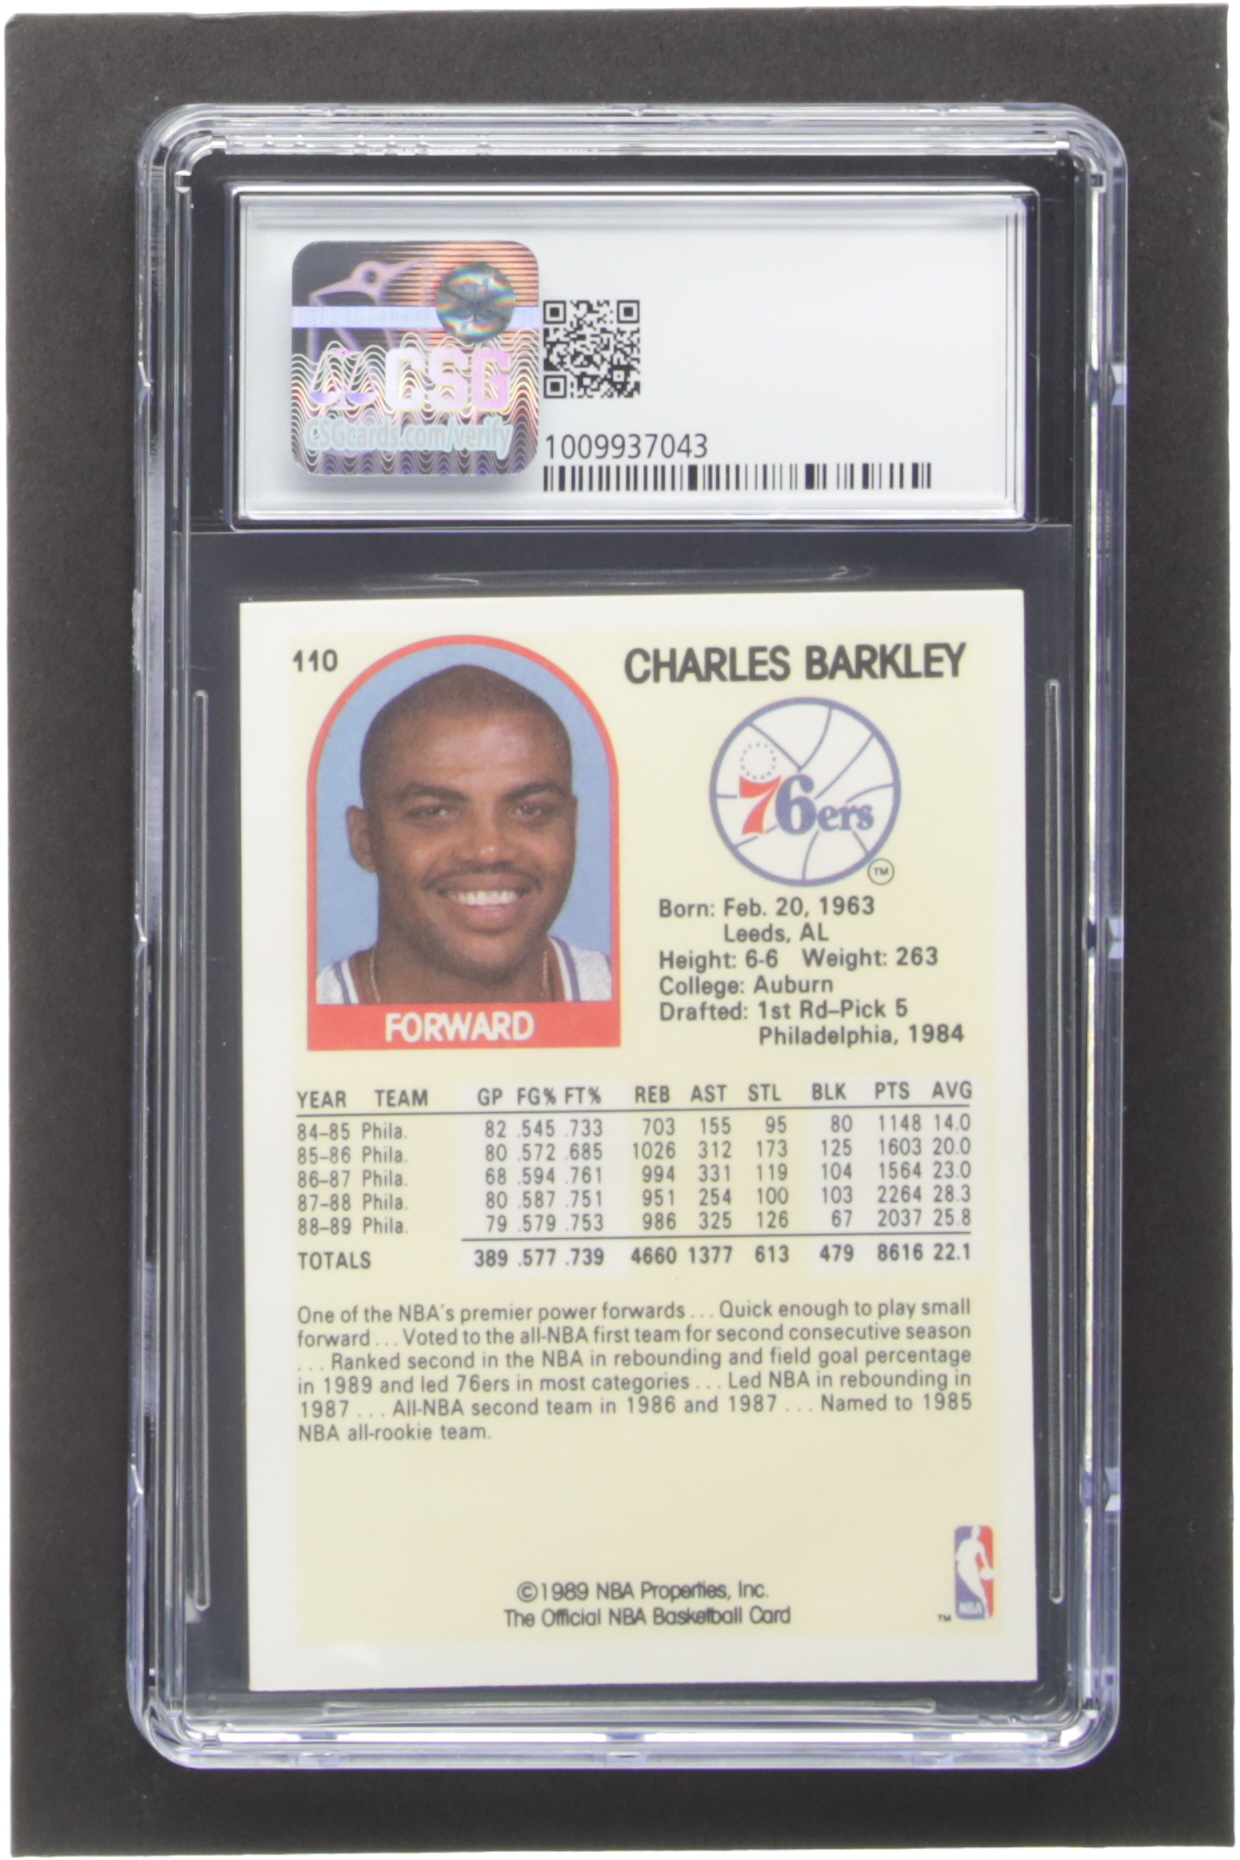 CSG
CSGcards.com/verify
1009937043
110
CHARLES BARKLEY
76ers
TM
Born: Feb. 20, 1963
Leeds, AL
Height: 6-6 Weight: 263
College: Auburn
Drafted: 1st Rd–Pick 5
Philadelphia, 1984
FORWARD
YEAR TEAM GP FG% FT% REB AST STL BLK PTS AVG
84–85 Phila. 82 .545 .733 703 155 95 80 1148 14.0
85–86 Phila. 80 .572 .685 1026 312 173 125 1603 20.0
86–87 Phila. 68 .594 .761 994 331 119 104 1564 23.0
87–88 Phila. 80 .587 .751 951 254 100 103 2264 28.3
88–89 Phila. 79 .579 .753 986 325 126 67 2037 25.8
TOTALS 389 .577 .739 4660 1377 613 479 8616 22.1
One of the NBA's premier power forwards . . . Quick enough to play small
forward . . . Voted to the all-NBA first team for second consecutive season
. . . Ranked second in the NBA in rebounding and field goal percentage
in 1989 and led 76ers in most categories . . . Led NBA in rebounding in
1987 . . . All-NBA second team in 1986 and 1987 . . . Named to 1985
NBA all-rookie team.
©1989 NBA Properties, Inc.
The Official NBA Basketball Card
TM
NBA